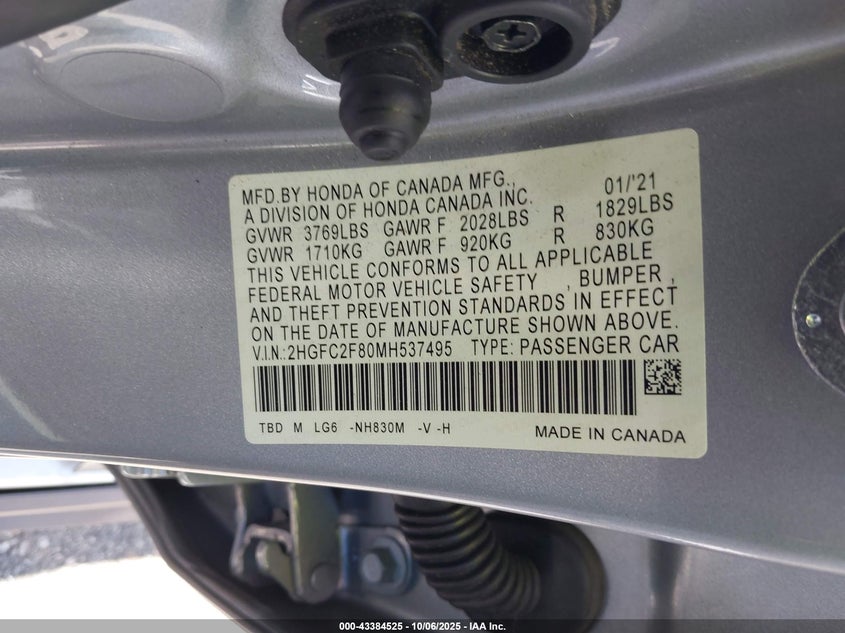 MFD.BY HONDA OF CANADA MFG., 01/'21
A DIVISION OF HONDA CANADA INC.
GVWR 3769LBS GAWR F 2028LBS R 1829LBS
GVWR 1710KG GAWR F 920KG R 830KG
THIS VEHICLE CONFORMS TO ALL APPLICABLE
FEDERAL MOTOR VEHICLE SAFETY , BUMPER ,
AND THEFT PREVENTION STANDARDS IN EFFECT
ON THE DATE OF MANUFACTURE SHOWN ABOVE.
V.I.N.:2HGFC2F80MH537495 TYPE: PASSENGER CAR
TBD M LG6 -NH830M -V -H MADE IN CANADA
000-43384525 - 10/06/2025 - IAA Inc.